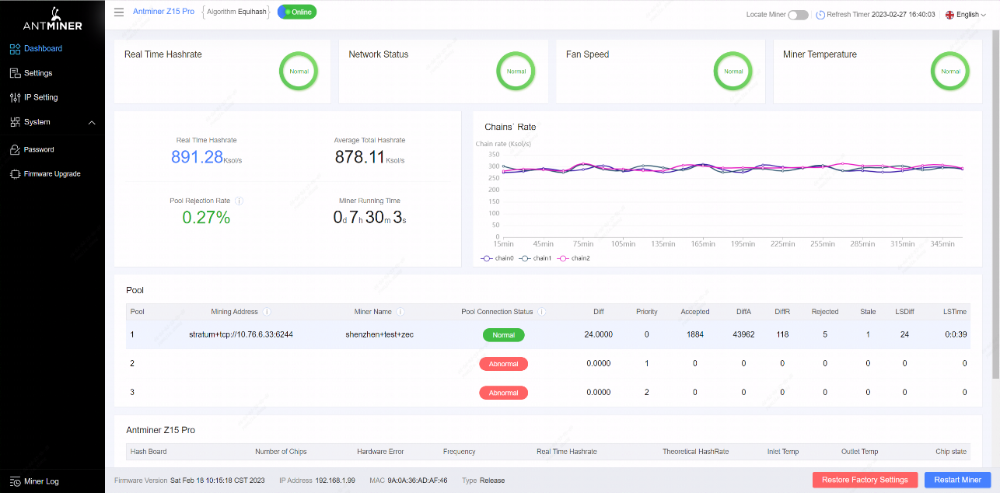 ANTMINER
Antminer Z15 Pro { Algorithm Equihash } Online
Locate Miner Refresh Timer 2023-02-27 16:40:03 English
Dashboard
Settings
IP Setting
System
Password
Firmware Upgrade
Miner Log
Real Time Hashrate Normal
Network Status Normal
Fan Speed Normal
Miner Temperature Normal
Real Time Hashrate Average Total Hashrate
891.28 Ksol/s 878.11 Ksol/s
Pool Rejection Rate Miner Running Time
0.27% 0d 7h 30m 3s
Chains` Rate
Chain rate (Ksol/s)
350
300
250
200
150
100
50
0
15min 45min 75min 105min 135min 165min 195min 225min 255min 285min 315min 345min
chain0 chain1 chain2
Pool
Pool Mining Address Miner Name Pool Connection Status Diff Priority Accepted DiffA DiffR Rejected Stale LSDiff LSTime
1 stratum+tcp://10.76.6.33:6244 shenzhen+test+zec Normal 24.0000 0 1884 43962 118 5 1 24 0:0:39
2 Abnormal 0.0000 1 0 0 0 0 0 0 0
3 Abnormal 0.0000 2 0 0 0 0 0 0 0
Antminer Z15 Pro
Hash Board Number of Chips Hardware Error Frequency Real Time Hashrate Theoretical HashRate Inlet Temp Outlet Temp Chip state
Firmware Version Sat Feb 18 10:15:18 CST 2023 IP Address 192.168.1.99 MAC 9A:0A:36:AD:AF:46 Type Release Restore Factory Settings Restart Miner